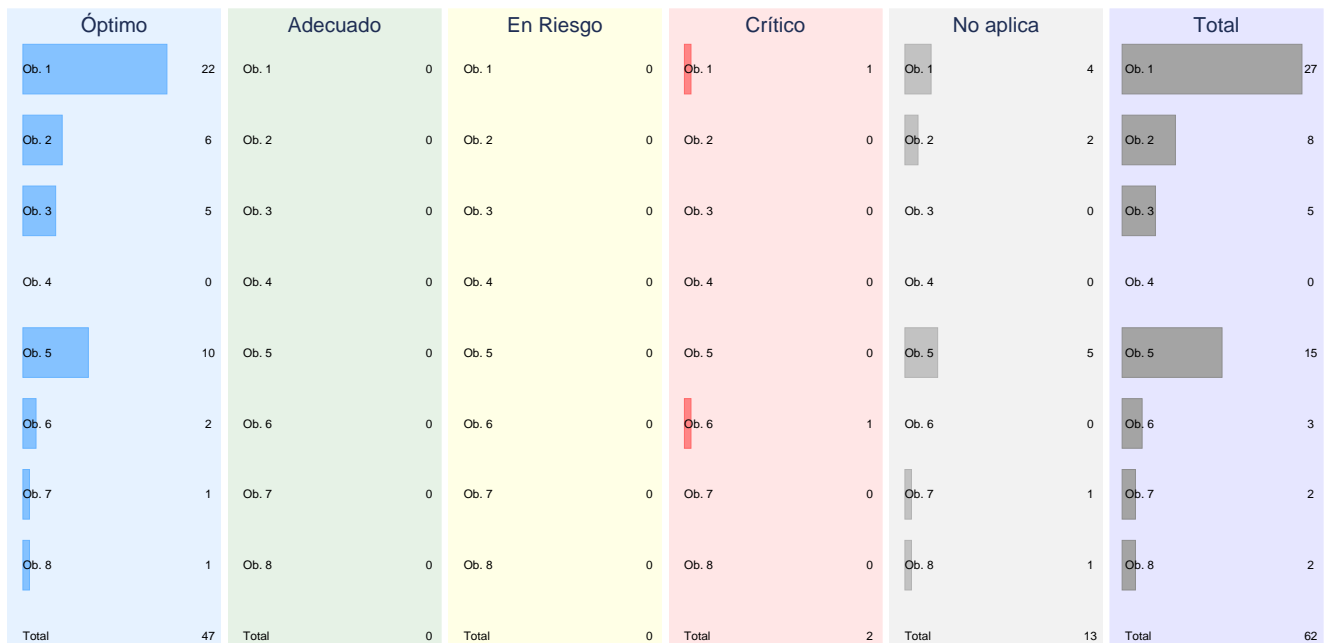 Óptimo Adecuado En Riesgo Crítico No aplica Total
Ob. 1 22 Ob. 1 0 Ob. 1 0 Ob. 1 1 Ob. 1 4 Ob. 1 27
Ob. 2 6 Ob. 2 0 Ob. 2 0 Ob. 2 0 Ob. 2 2 Ob. 2 8
Ob. 3 5 Ob. 3 0 Ob. 3 0 Ob. 3 0 Ob. 3 0 Ob. 3 5
Ob. 4 0 Ob. 4 0 Ob. 4 0 Ob. 4 0 Ob. 4 0 Ob. 4 0
Ob. 5 10 Ob. 5 0 Ob. 5 0 Ob. 5 0 Ob. 5 5 Ob. 5 15
Ob. 6 2 Ob. 6 0 Ob. 6 0 Ob. 6 1 Ob. 6 0 Ob. 6 3
Ob. 7 1 Ob. 7 0 Ob. 7 0 Ob. 7 0 Ob. 7 1 Ob. 7 2
Ob. 8 1 Ob. 8 0 Ob. 8 0 Ob. 8 0 Ob. 8 1 Ob. 8 2
Total 47 Total 0 Total 0 Total 2 Total 13 Total 62